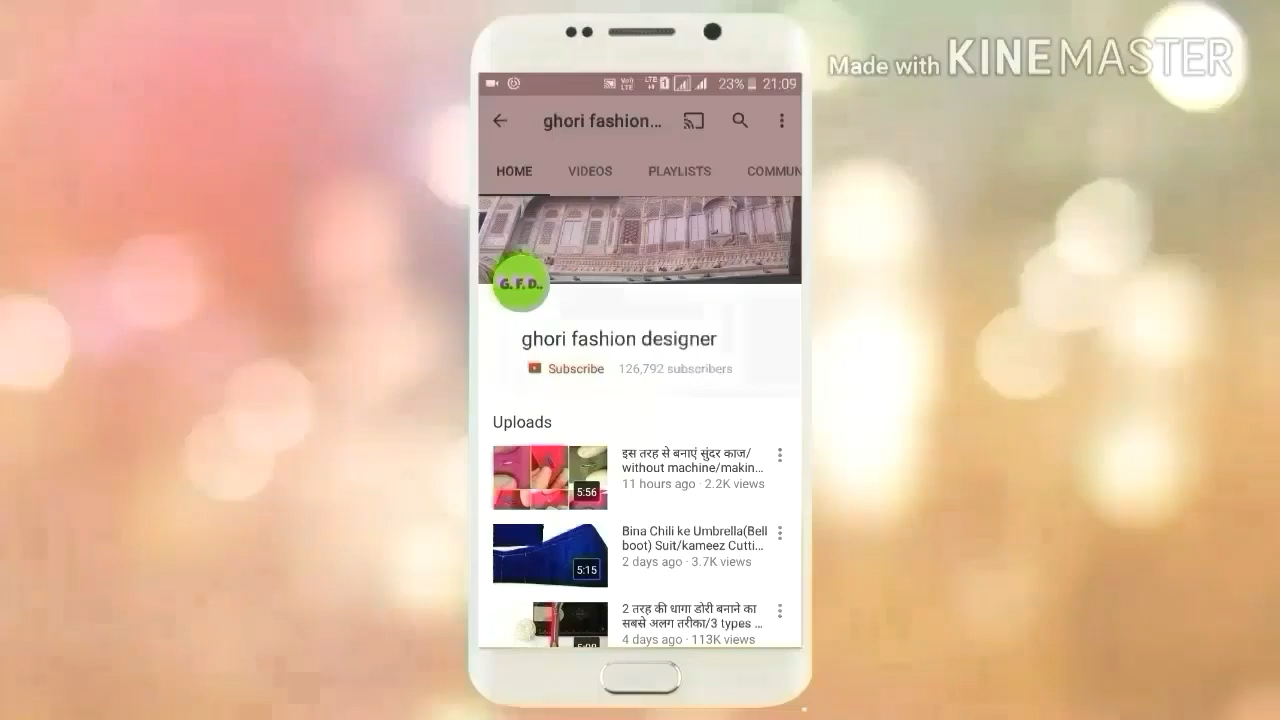 Made with KINEMASTER
23% 21:09
ghori fashion...
HOME VIDEOS PLAYLISTS COMMUN
G. F. D..
ghori fashion designer
Subscribe 126,792 subscribers
Uploads
इस तरह से बनाएं सुंदर काज/
without machine/makin...
11 hours ago · 2.2K views
5:56
Bina Chili ke Umbrella(Bell
boot) Suit/kameez Cutti...
2 days ago · 3.7K views
5:15
2 तरह की धागा डोरी बनाने का
सबसे अलग तरीका/3 types ...
4 days ago · 113K views